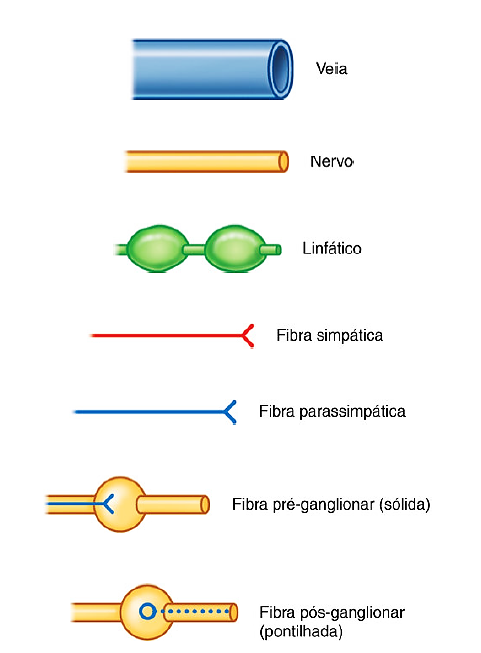 Veia
Nervo
Linfático
Fibra simpática
Fibra parassimpática
Fibra pré-ganglionar (sólida)
Fibra pós-ganglionar
(pontilhada)